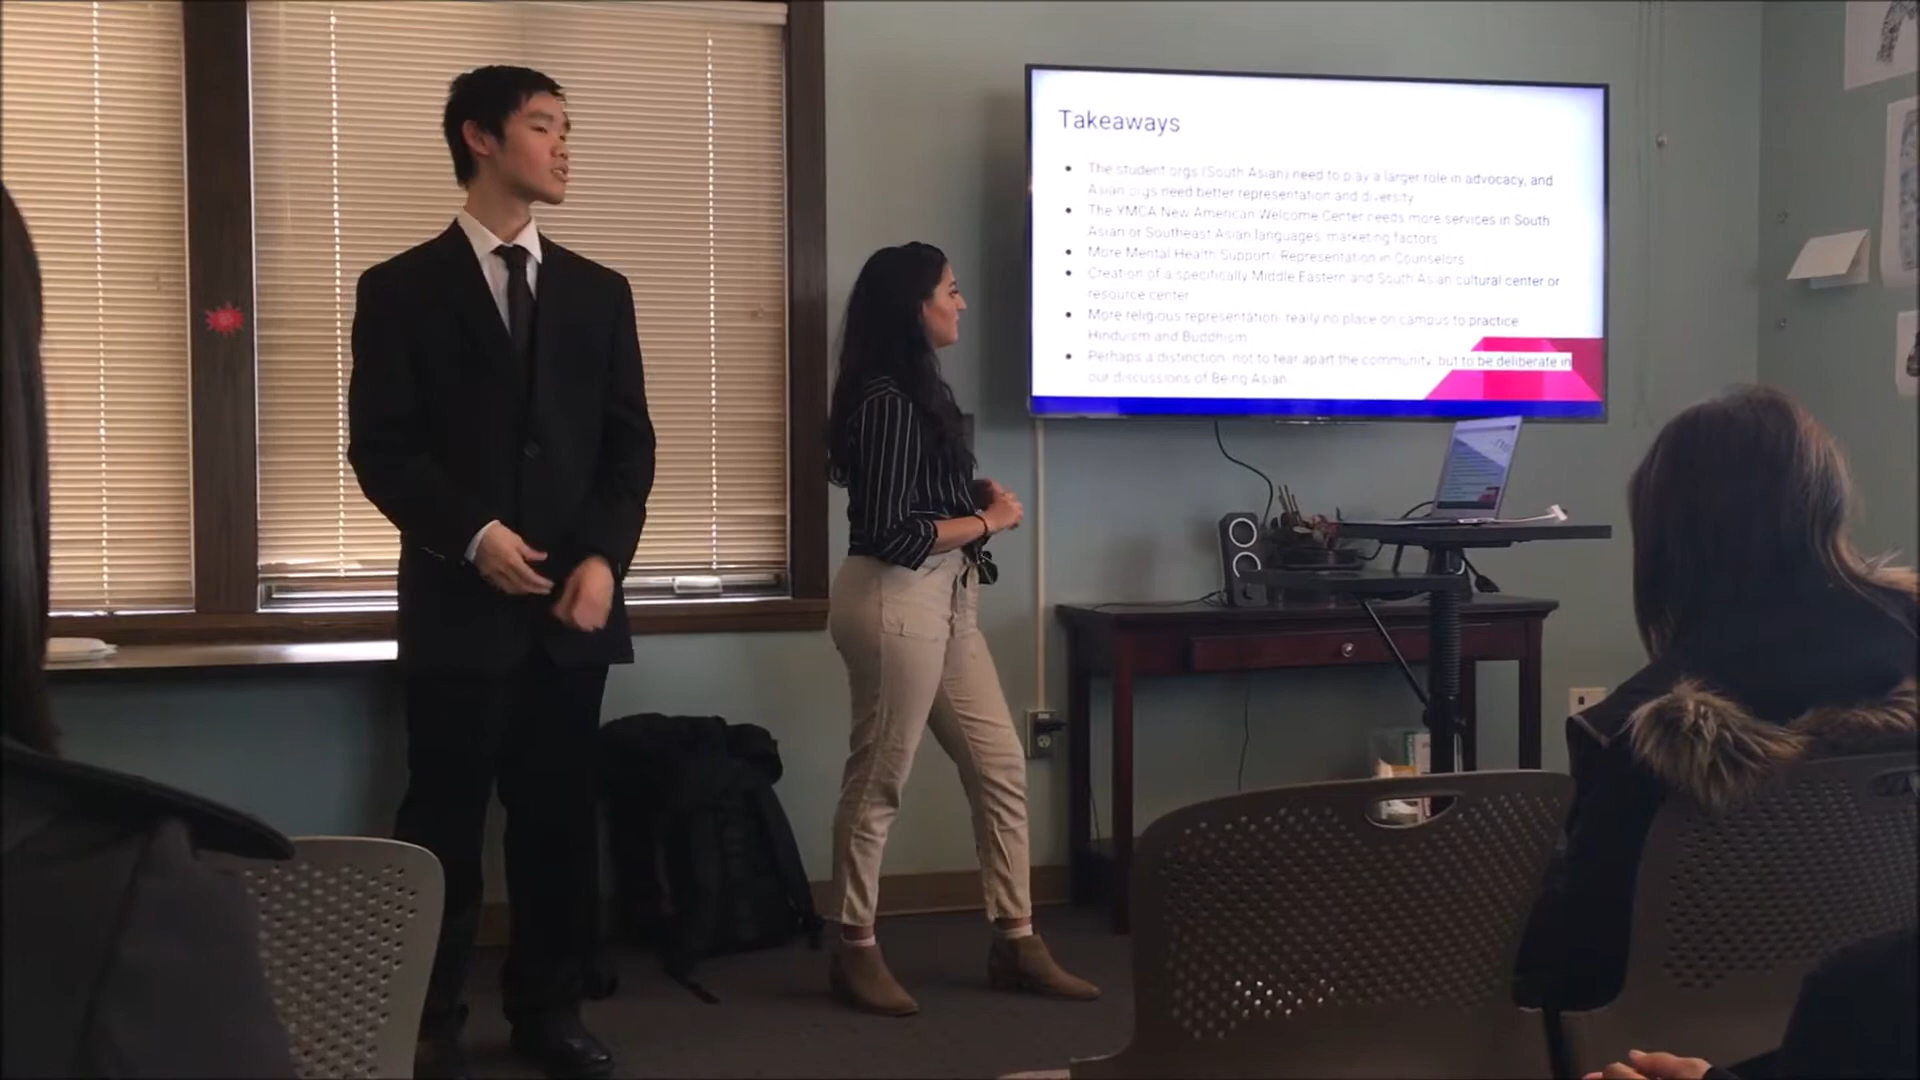 Takeaways
The student orgs (South Asian) need to play a larger role in advocacy, and
Asian orgs need better representation and diversity
The YMCA New American Welcome Center needs more services in South
Asian or Southeast Asian languages, marketing factors
More Mental Health Support- Representation in Counselors
Creation of a specifically Middle Eastern and South Asian cultural center or
resource center
More religious representation- really no place on campus to practice
Hinduism and Buddhism
Perhaps a distinction- not to tear apart the community, but to be deliberate in
our discussions of Being Asian